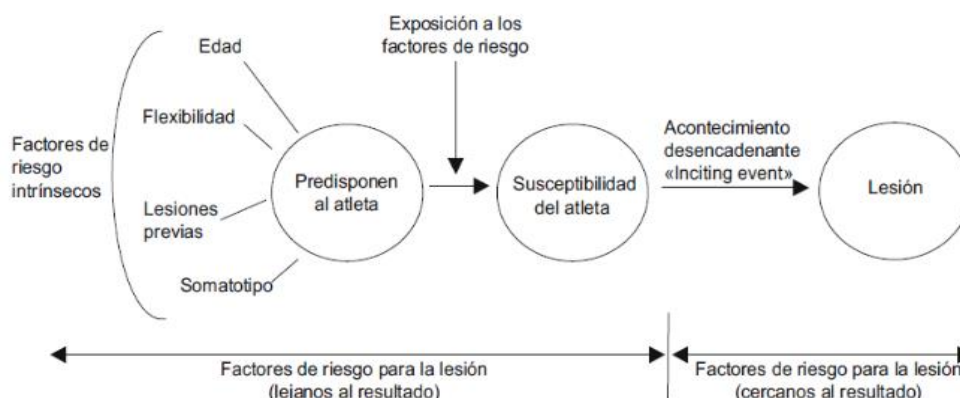 Factores de
riesgo
intrínsecos
Edad
Flexibilidad
Lesiones
previas
Somatotipo
Predisponen
al atleta
Exposición a los
factores de riesgo
Susceptibilidad
del atleta
Acontecimiento
desencadenante
«Inciting event»
Lesión
Factores de riesgo para la lesión
(lejanos al resultado)
Factores de riesgo para la lesión
(cercanos al resultado)